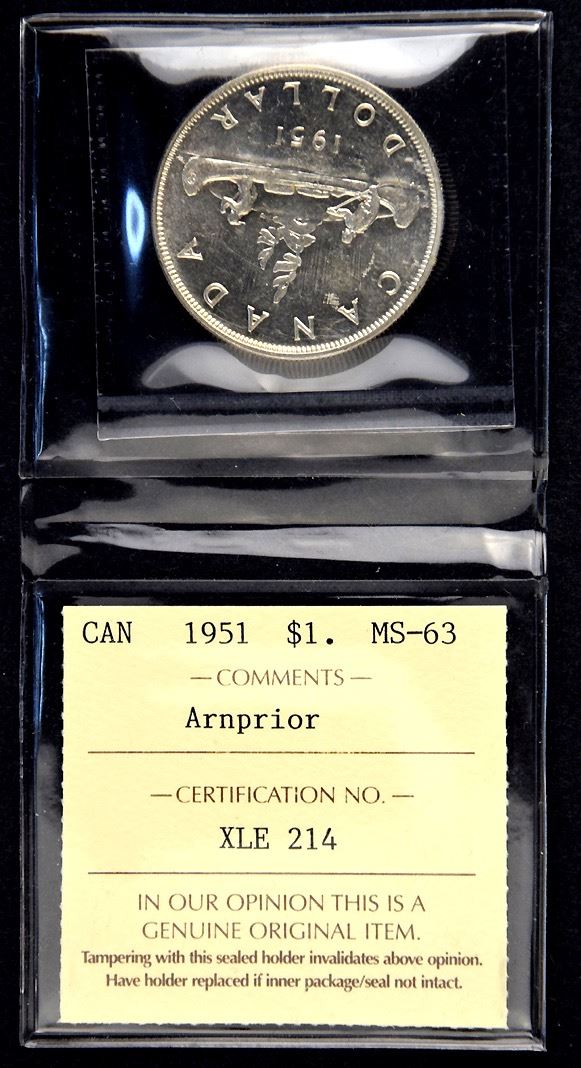 DOLLAR
1951
CANADA
CAN 1951 $1. MS-63
— COMMENTS —
Arnprior
— CERTIFICATION NO. —
XLE 214
IN OUR OPINION THIS IS A
GENUINE ORIGINAL ITEM.
Tampering with this sealed holder invalidates above opinion.
Have holder replaced if inner package/seal not intact.